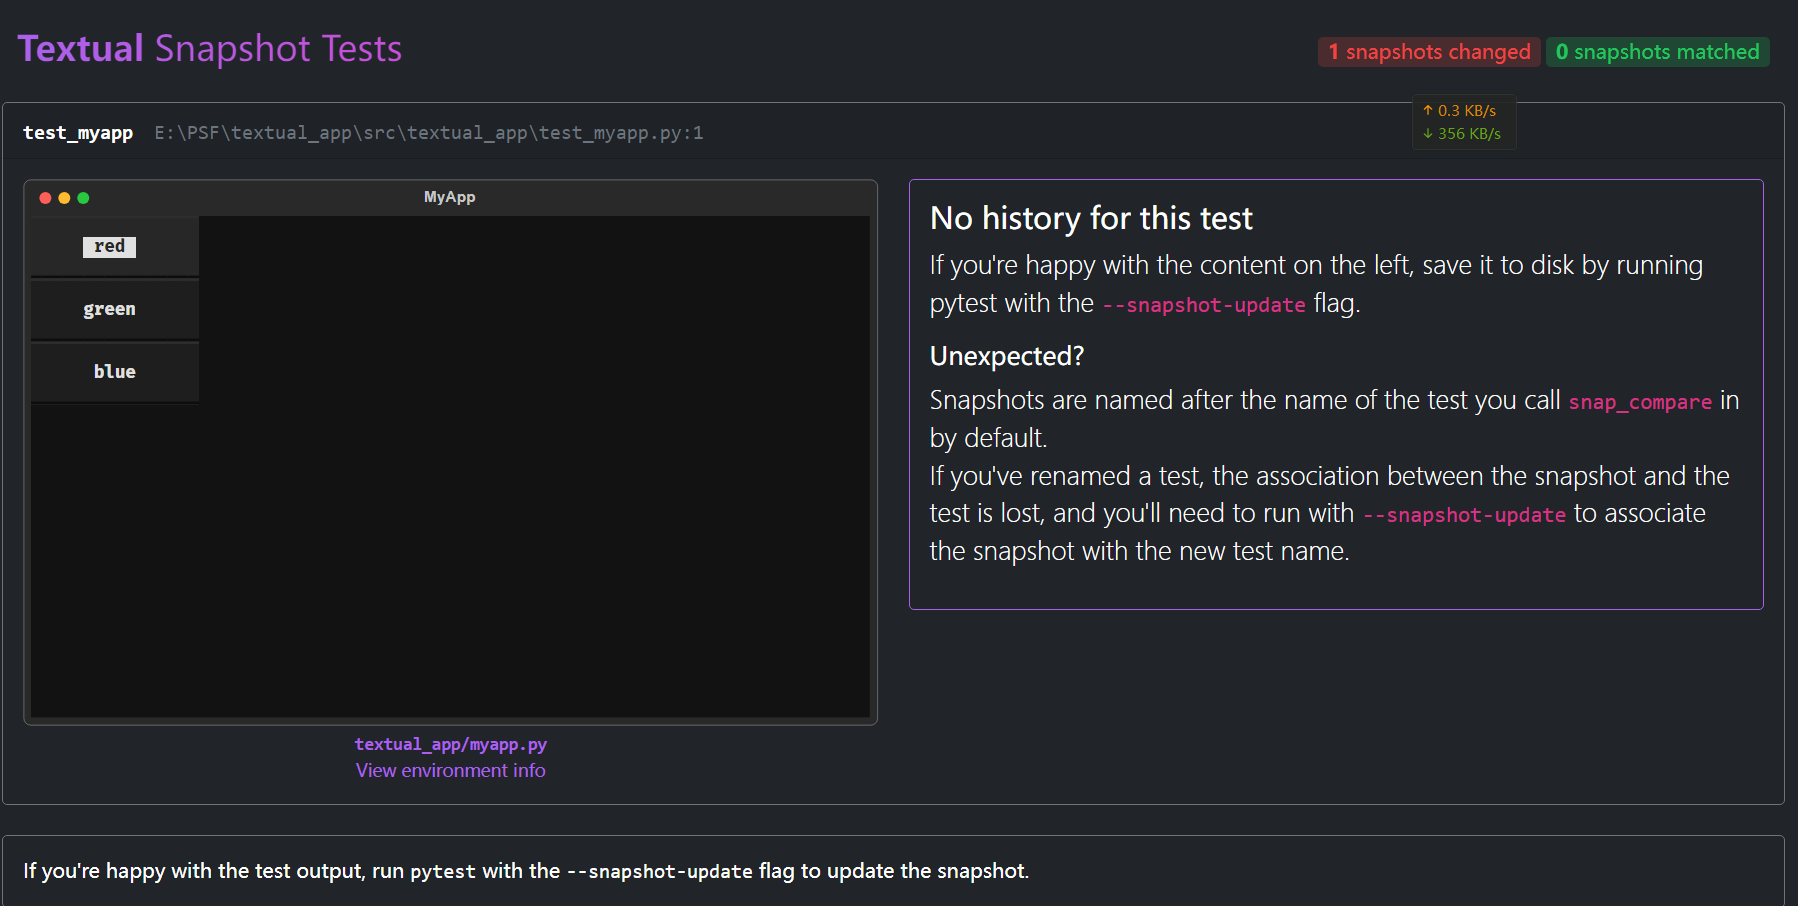 Textual Snapshot Tests
1 snapshots changed 0 snapshots matched
↑ 0.3 KB/s
↓ 356 KB/s
test_myapp E:\PSF\textual_app\src\textual_app\test_myapp.py:1
MyApp
red
green
blue
textual_app/myapp.py
View environment info
No history for this test
If you're happy with the content on the left, save it to disk by running
pytest with the --snapshot-update flag.
Unexpected?
Snapshots are named after the name of the test you call snap_compare in
by default.
If you've renamed a test, the association between the snapshot and the
test is lost, and you'll need to run with --snapshot-update to associate
the snapshot with the new test name.
If you're happy with the test output, run pytest with the --snapshot-update flag to update the snapshot.